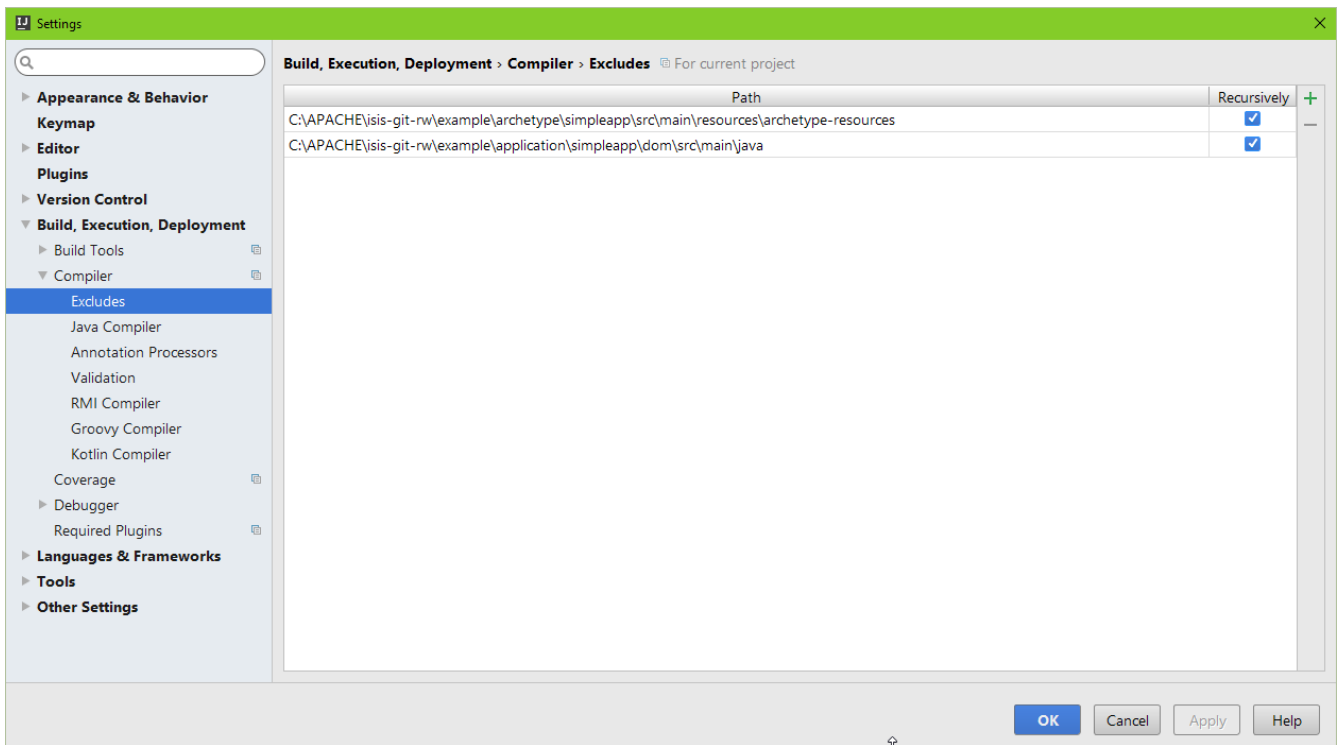 IJ Settings
Build, Execution, Deployment › Compiler › Excludes For current project
Appearance & Behavior
Keymap
Editor
Plugins
Version Control
Build, Execution, Deployment
Build Tools
Compiler
Excludes
Java Compiler
Annotation Processors
Validation
RMI Compiler
Groovy Compiler
Kotlin Compiler
Coverage
Debugger
Required Plugins
Languages & Frameworks
Tools
Other Settings
Path Recursively
C:\APACHE\isis-git-rw\example\archetype\simpleapp\src\main\resources\archetype-resources
C:\APACHE\isis-git-rw\example\application\simpleapp\dom\src\main\java
OK Cancel Apply Help